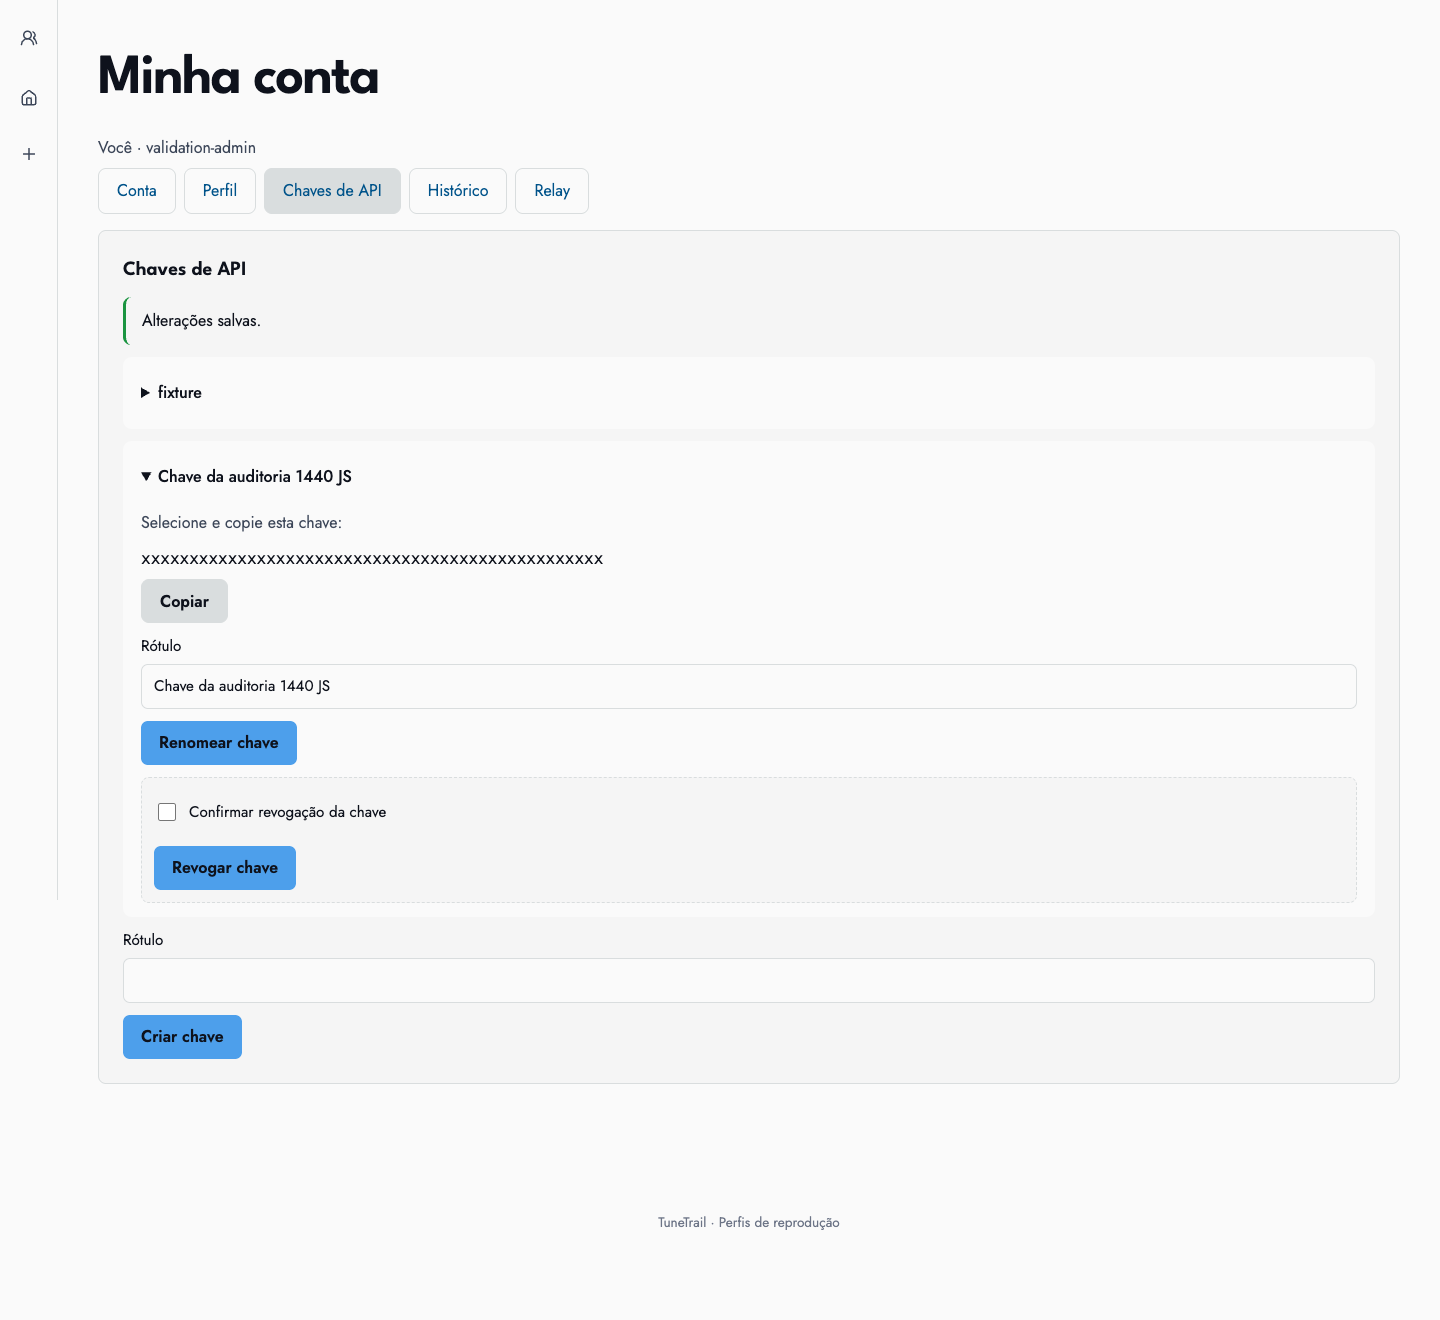 Minha conta
Você · validation-admin
Conta
Perfil
Chaves de API
Histórico
Relay
Chaves de API
Alterações salvas.
fixture
Chave da auditoria 1440 JS
Selecione e copie esta chave:
xxxxxxxxxxxxxxxxxxxxxxxxxxxxxxxxxxxxxxxxxxxxxxxx
Copiar
Rótulo
Chave da auditoria 1440 JS
Renomear chave
Confirmar revogação da chave
Revogar chave
Rótulo
Criar chave
TuneTrail · Perfis de reprodução